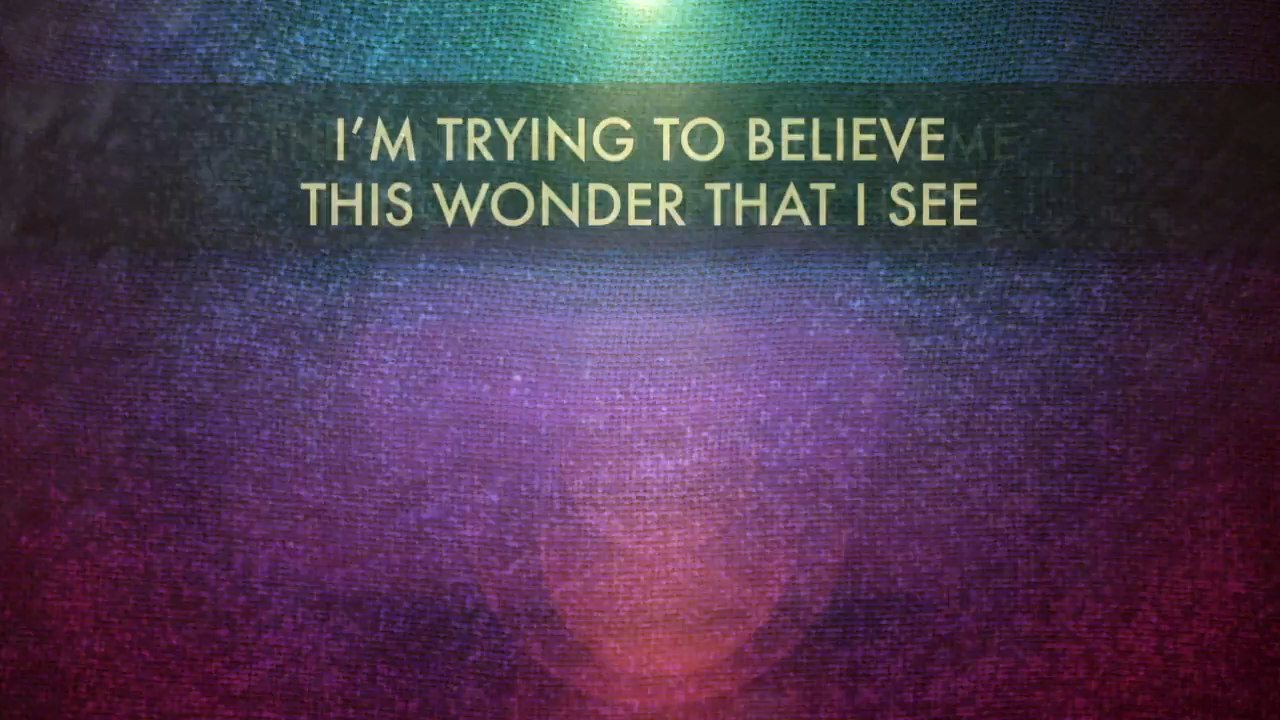 I’M TRYING TO BELIEVE
THIS WONDER THAT I SEE